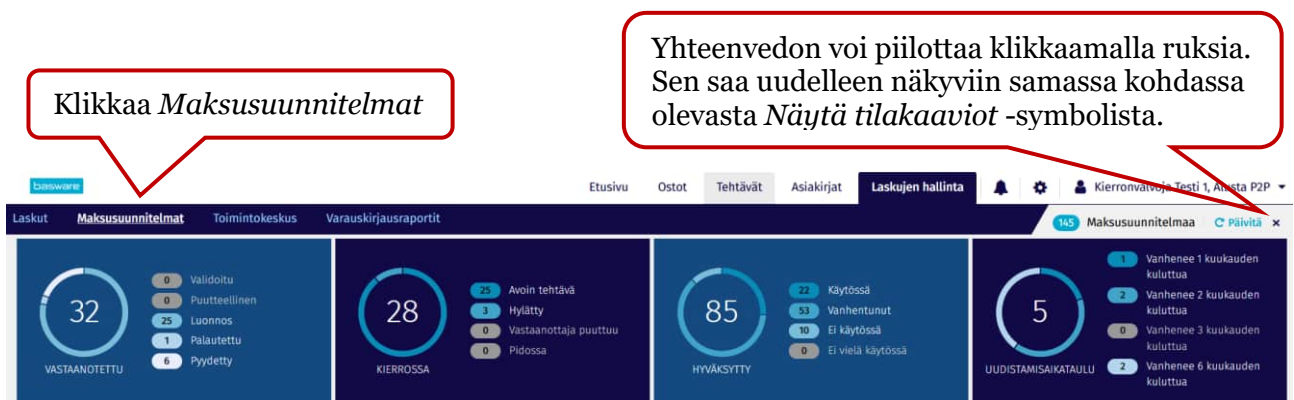 Yhteenvedon voi piilottaa klikkaamalla ruksia.
Sen saa uudelleen näkyviin samassa kohdassa
olevasta Näytä tilakaaviot -symbolista.
Klikkaa Maksusuunnitelmat
basware
Etusivu Ostot Tehtävät Asiakirjat Laskujen hallinta Kierronvalvoja Testi 1, Alusta P2P
Laskut Maksusuunnitelmat Toimintokeskus Varauskirjausraportit 145 Maksusuunnitelmaa Päivitä ×
32
VASTAANOTETTU
0 Validoitu
0 Puutteellinen
25 Luonnos
1 Palautettu
6 Pyydetty
28
KIERROSSA
25 Avoin tehtävä
3 Hylätty
0 Vastaanottaja puuttuu
0 Pidossa
85
HYVÄKSYTTY
22 Käytössä
53 Vanhentunut
10 Ei käytössä
0 Ei vielä käytössä
5
UUDISTAMISAIKATAULU
1 Vanhenee 1 kuukauden
kuluttua
2 Vanhenee 2 kuukauden
kuluttua
0 Vanhenee 3 kuukauden
kuluttua
2 Vanhenee 6 kuukauden
kuluttua